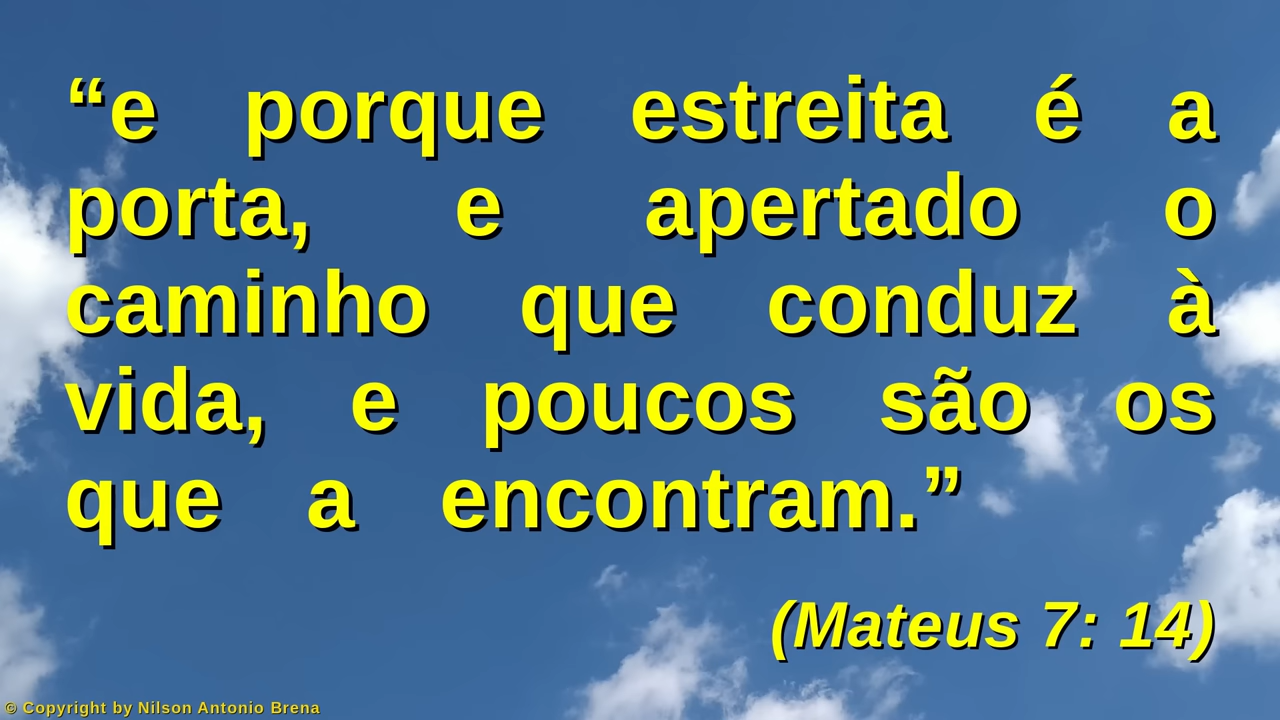 “e porque estreita é a
porta, e apertado o
caminho que conduz à
vida, e poucos são os
que a encontram.”
(Mateus 7: 14)
© Copyright by Nilson Antonio Brena